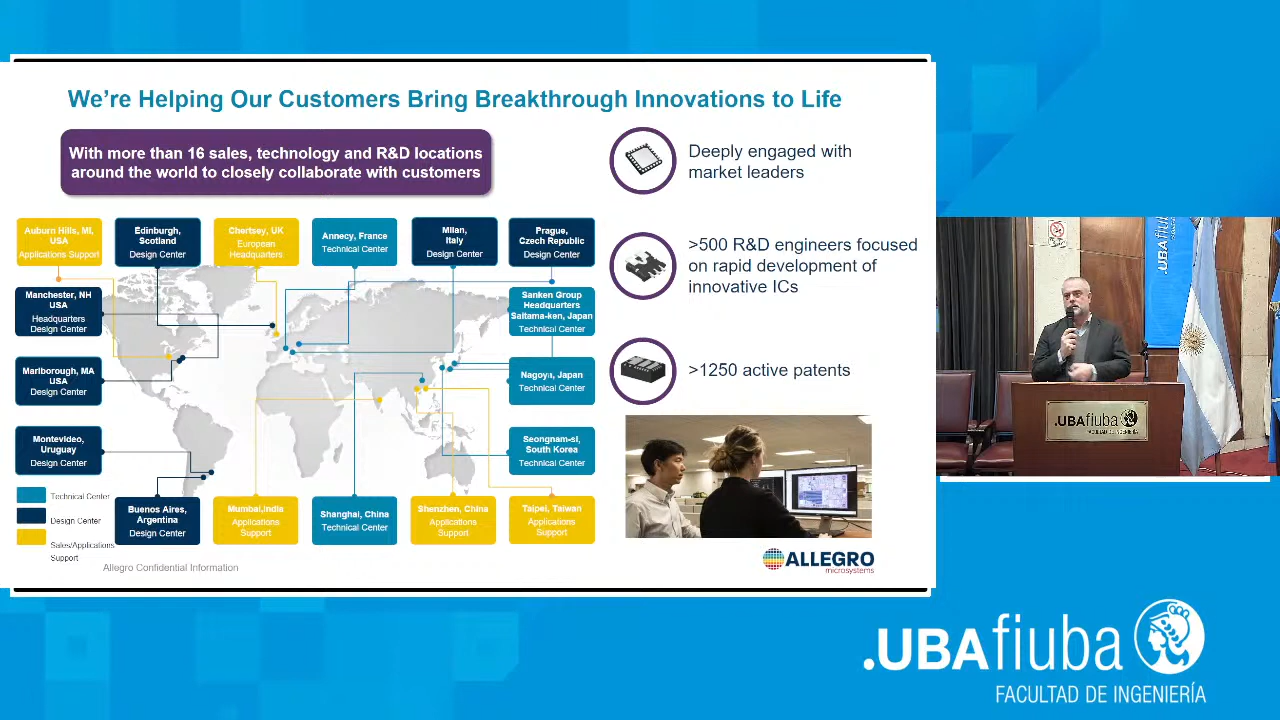 We're Helping Our Customers Bring Breakthrough Innovations to Life
With more than 16 sales, technology and R&D locations
around the world to closely collaborate with customers
Auburn Hills, MI,
USA
Applications Support
Edinburgh,
Scotland
Design Center
Chertsey, UK
European
Headquarters
Annecy, France
Technical Center
Milan,
Italy
Design Center
Prague,
Czech Republic
Design Center
Manchester, NH
USA
Headquarters
Design Center
Sanken Group
Headquarters
Saitama-ken, Japan
Technical Center
Marlborough, MA
USA
Design Center
Nagoya, Japan
Technical Center
Montevideo,
Uruguay
Design Center
Seongnam-si,
South Korea
Technical Center
Technical Center
Design Center
Sales/Applications
Support
Buenos Aires,
Argentina
Design Center
Mumbai,India
Applications
Support
Shanghai, China
Technical Center
Shenzhen, China
Applications
Support
Taipei, Taiwan
Applications
Support
Allegro Confidential Information
Deeply engaged with
market leaders
>500 R&D engineers focused
on rapid development of
innovative ICs
>1250 active patents
ALLEGRO
microsystems
.UBAfiuba
.UBAfiuba
FACULTAD DE INGENIERÍA
.UBAfiuba
FACULTAD DE INGENIERÍA